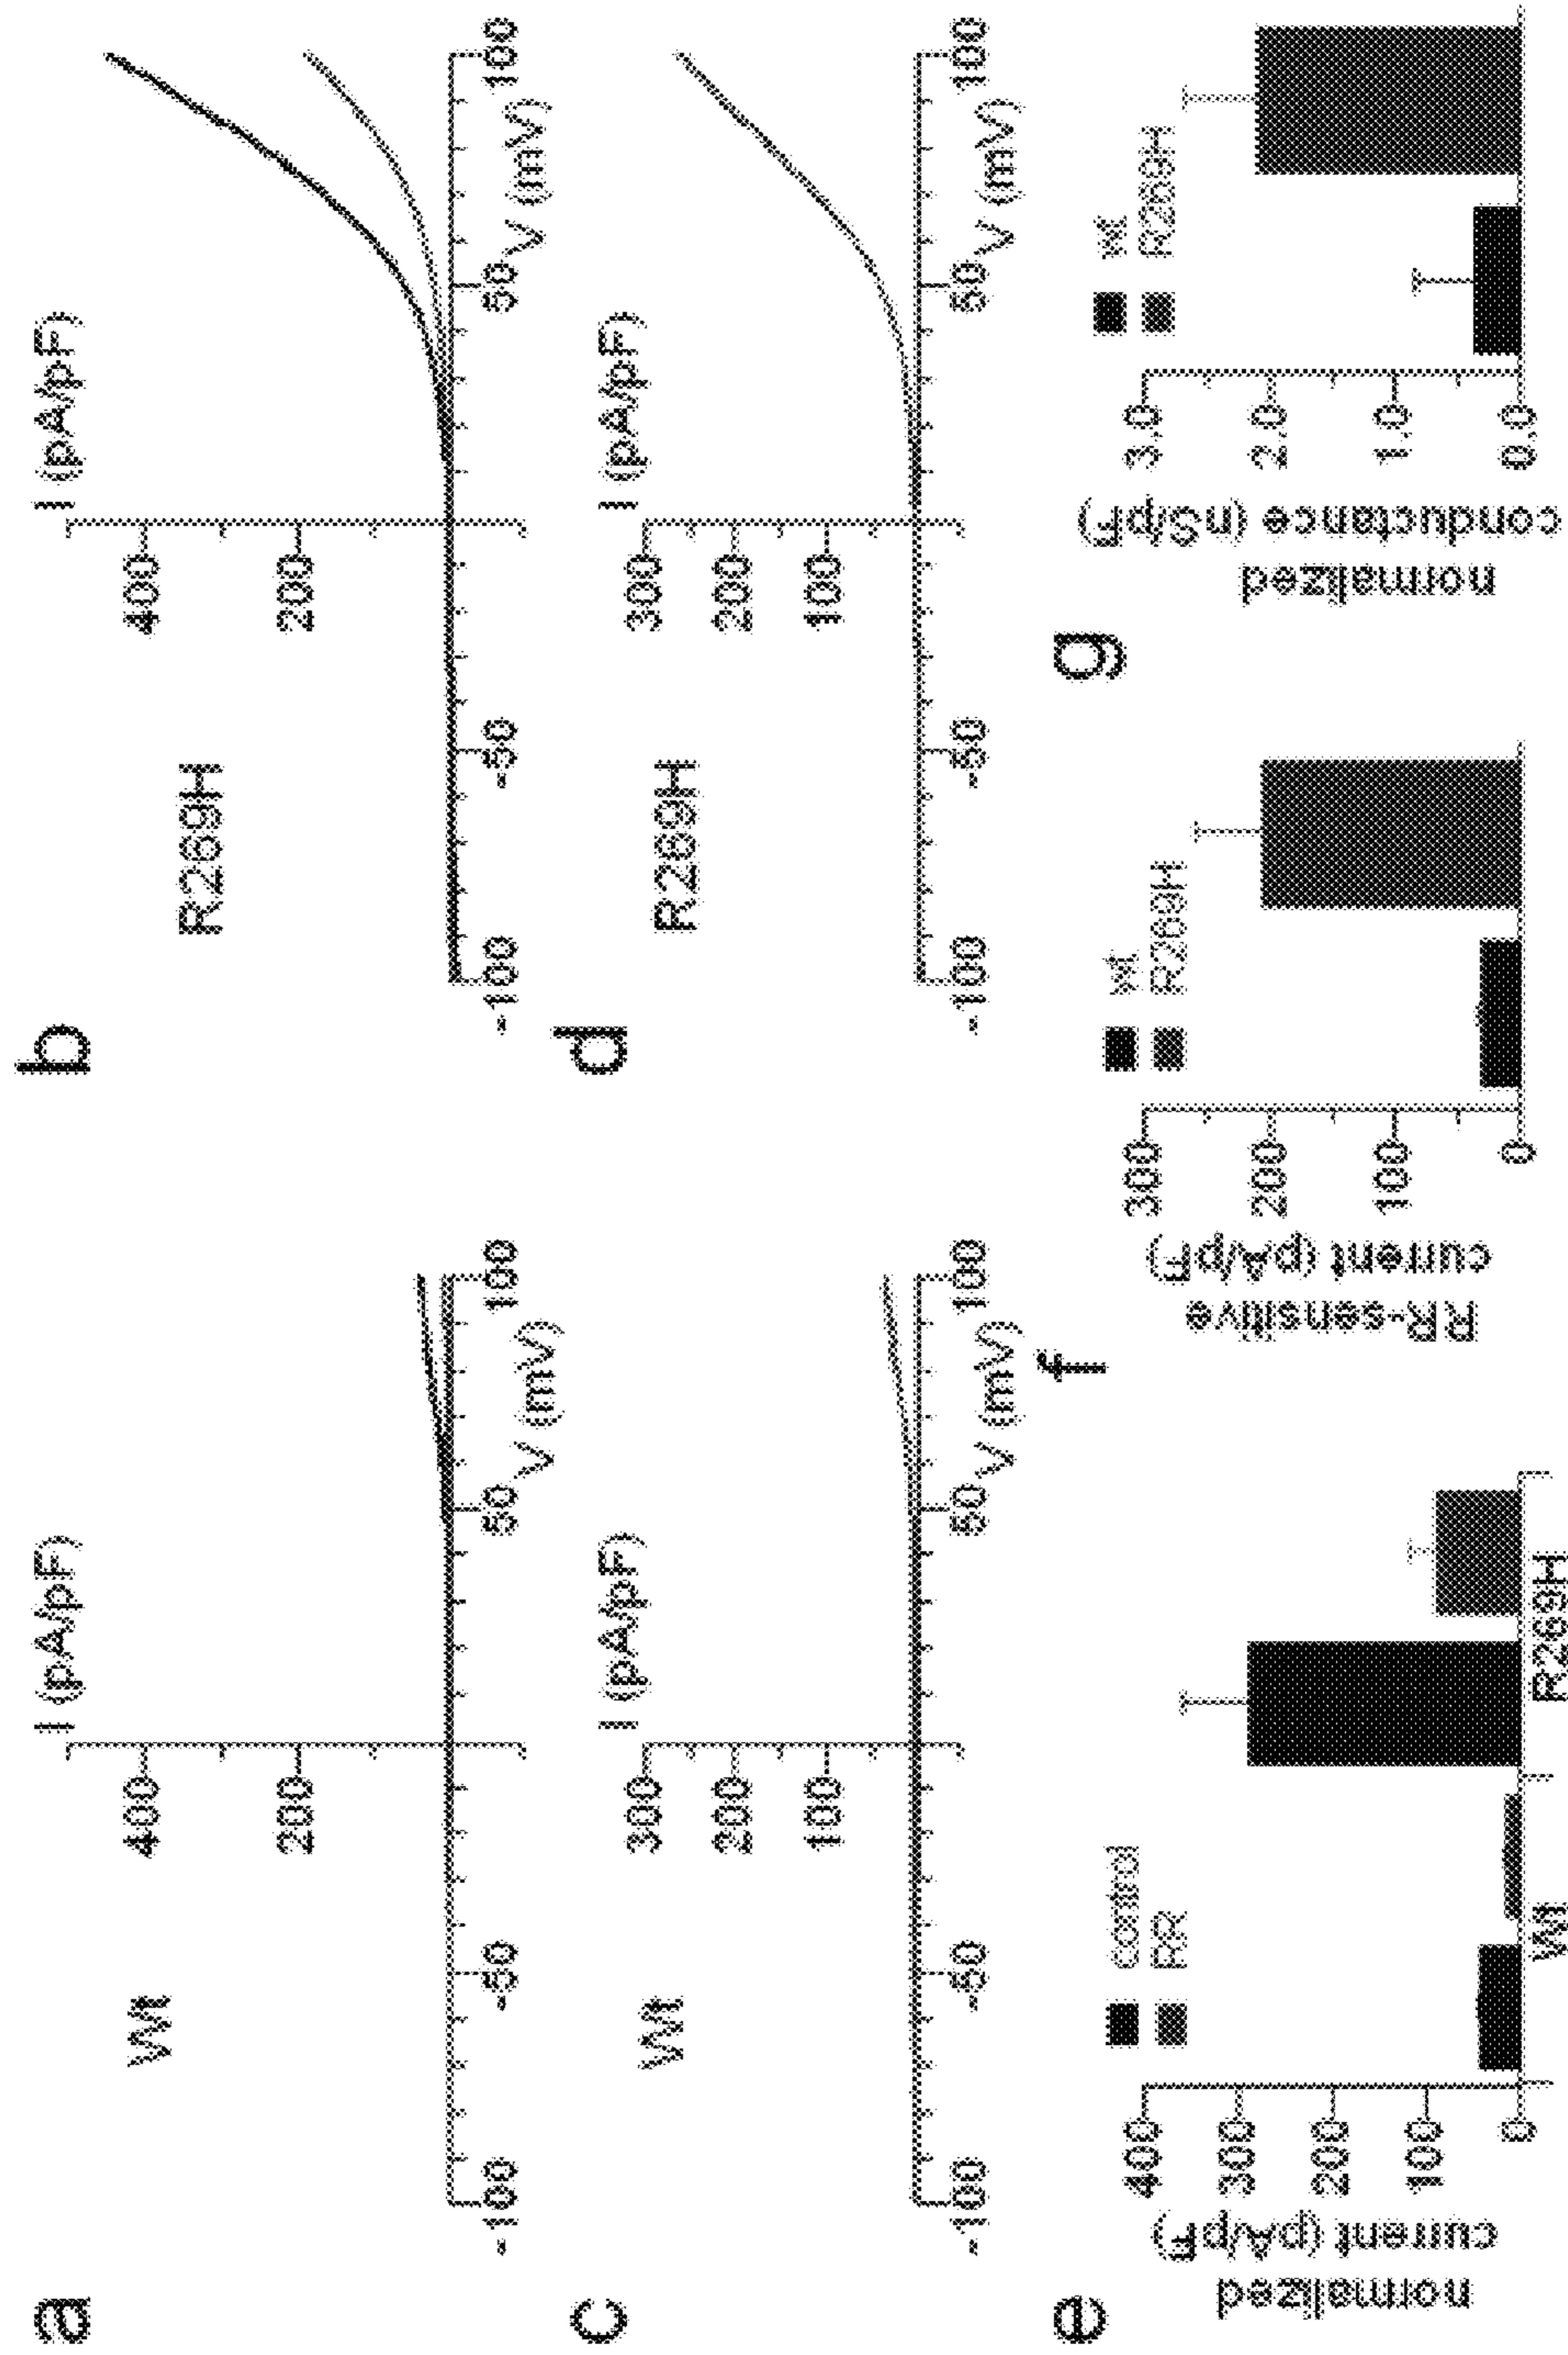 a
Wt
I (pA/pF)
400
200
-100
-50
50
100
V (mV)
b
R269H
I (pA/pF)
400
200
-100
-50
50
100
V (mV)
c
Wt
I (pA/pF)
300
200
100
-100
-50
50
100
V (mV)
d
R269H
I (pA/pF)
300
200
100
-100
-50
50
100
V (mV)
e
normalized
current (pA/pF)
400
300
200
100
0
control
RR
Wt
R269H
f
RR-sensitive
current (pA/pF)
300
200
100
0
wt
R269H
g
normalized
conductance (nS/pF)
3.0
2.0
1.0
0.0
wt
R269H